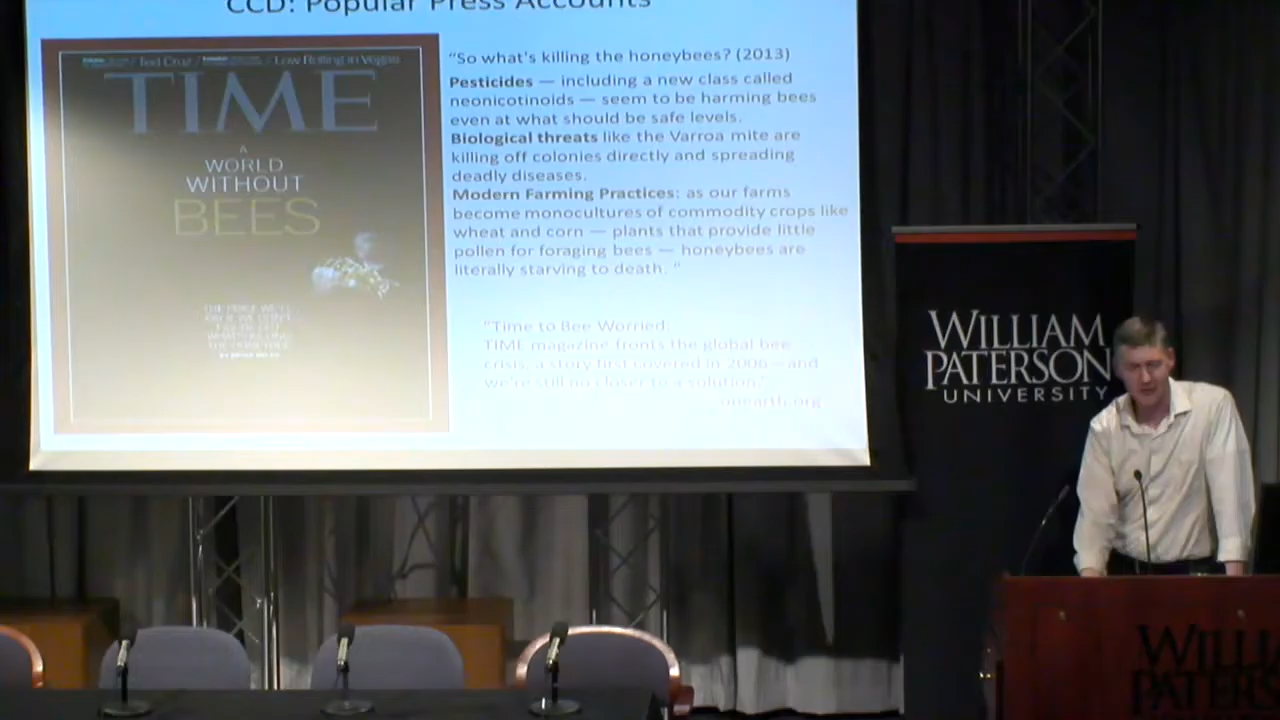 CCD: Popular Press Accounts
Ted Cruz / Low Rolling in Vegas
TIME
A
WORLD
WITHOUT
BEES
"So what's killing the honeybees? (2013)
Pesticides — including a new class called
neonicotinoids — seem to be harming bees
even at what should be safe levels.
Biological threats like the Varroa mite are
killing off colonies directly and spreading
deadly diseases.
Modern Farming Practices: as our farms
become monocultures of commodity crops like
wheat and corn — plants that provide little
pollen for foraging bees — honeybees are
literally starving to death. "
"Time to Bee Worried:
TIME magazine fronts the global bee
crisis, a story first covered in 2006—and
we're still no closer to a solution."
onearth.org
WILLIAM
PATERSON
UNIVERSITY
WILLI
PATERS